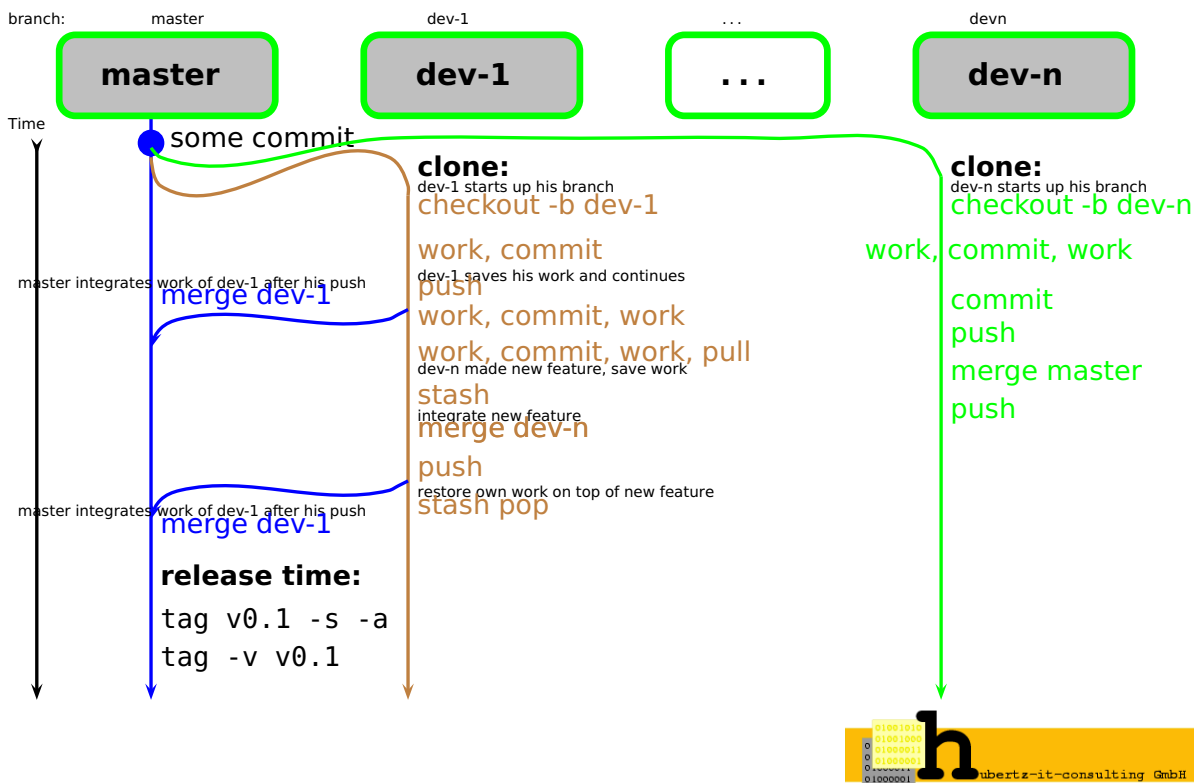 branch: master dev-1 ... devn
master dev-1 ... dev-n
Time
some commit
clone:
dev-1 starts up his branch
checkout -b dev-1
work, commit
dev-1 saves his work and continues
push
work, commit, work
work, commit, work, pull
dev-n made new feature, save work
stash
integrate new feature
merge dev-n
push
restore own work on top of new feature
stash pop
clone:
dev-n starts up his branch
checkout -b dev-n
work, commit, work
commit
push
merge master
push
master integrates work of dev-1 after his push
merge dev-1
master integrates work of dev-1 after his push
merge dev-1
release time:
tag v0.1 -s -a
tag -v v0.1
01001010
01001000
01000011
01000001
h
ubertz-it-consulting GmbH
01000001